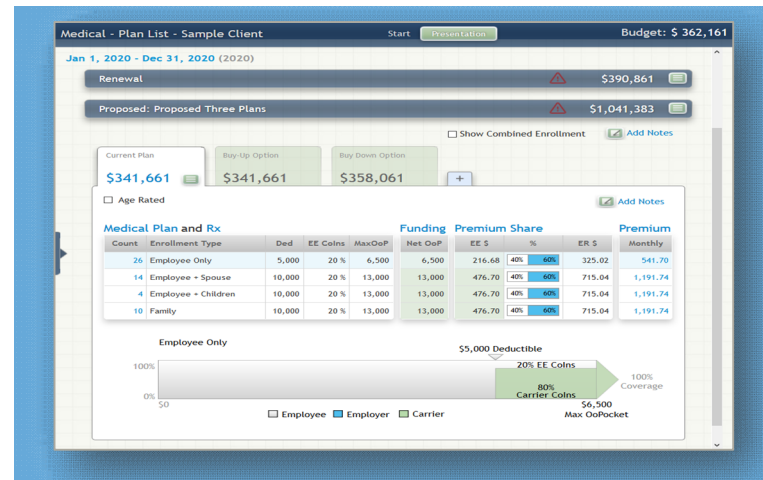 Medical - Plan List - Sample Client Start Presentation Budget: $ 362,161
Jan 1, 2020 - Dec 31, 2020 (2020)
Renewal $390,861
Proposed: Proposed Three Plans $1,041,383
Show Combined Enrollment Add Notes
Current Plan Buy-Up Option Buy Down Option
$341,661 $341,661 $358,061 +
Age Rated Add Notes
Medical Plan and Rx Funding Premium Share Premium
Count Enrollment Type Ded EE CoIns MaxOoP Net OoP EE $ % ER $ Monthly
26 Employee Only 5,000 20 % 6,500 6,500 216.68 40% 60% 325.02 541.70
14 Employee + Spouse 10,000 20 % 13,000 13,000 476.70 40% 60% 715.04 1,191.74
4 Employee + Children 10,000 20 % 13,000 13,000 476.70 40% 60% 715.04 1,191.74
10 Family 10,000 20 % 13,000 13,000 476.70 40% 60% 715.04 1,191.74
Employee Only
$5,000 Deductible
100% 20% EE CoIns
100%
Coverage
80%
Carrier CoIns
0%
$0 $6,500
Max OoPocket
Employee Employer Carrier